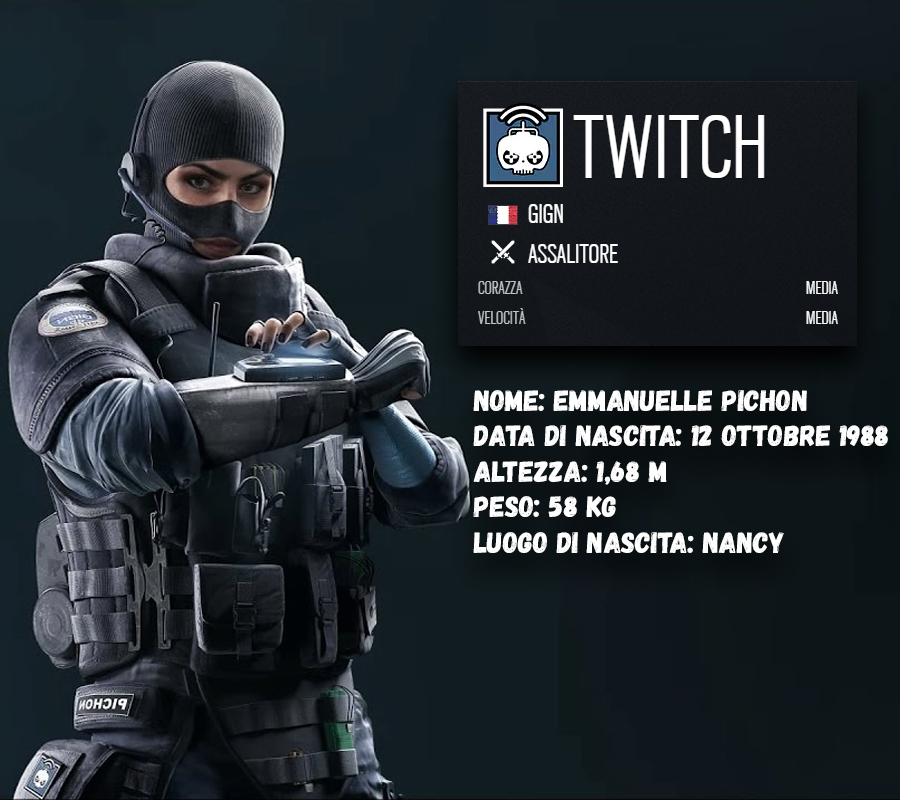 TWITCH
GIGN
ASSALITORE
CORAZZA MEDIA
VELOCITÀ MEDIA
NOME: EMMANUELLE PICHON
DATA DI NASCITA: 12 OTTOBRE 1988
ALTEZZA: 1,68 M
PESO: 58 KG
LUOGO DI NASCITA: NANCY
PICHON